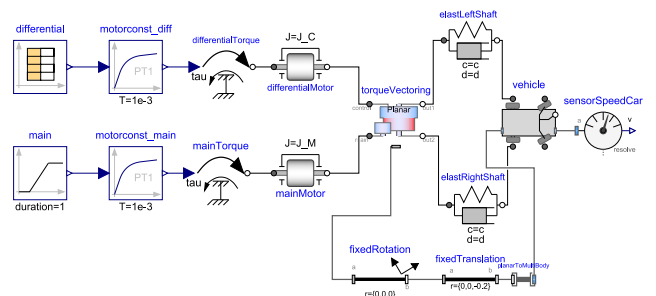 differential
motorconst_diff
differentialTorque
J=J_C
elastLeftShaft
PT1
T=1e-3
tau
differentialMotor
torqueVectoring
c=c
d=d
vehicle
sensorSpeedCar
control
out1
Planar
main
out2
a
v
resolve
main
motorconst_main
mainTorque
J=J_M
PT1
duration=1
T=1e-3
tau
mainMotor
elastRightShaft
c=c
d=d
fixedRotation
fixedTranslation
planarToMultiBody
a
b
a
b
r={0,0,0}
r={0,0,-0.2}